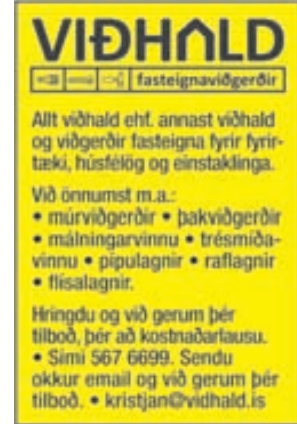 VIÐHALD
fasteignaviðgerðir
Allt viðhald ehf. annast viðhald
og viðgerðir fasteigna fyrir fyrir-
tæki, húsfélög og einstaklinga.
Við önnumst m.a.:
• múrviðgerðir • þakviðgerðir
• málningarvinnu • trésmíða-
vinnu • pípulagnir • raflagnir
• flísalagnir.
Hringdu og við gerum þér
tilboð, þér að kostnaðarlausu.
• Sími 567 6699. Sendu
okkur email og við gerum þér
tilboð. • kristjan@vidhald.is